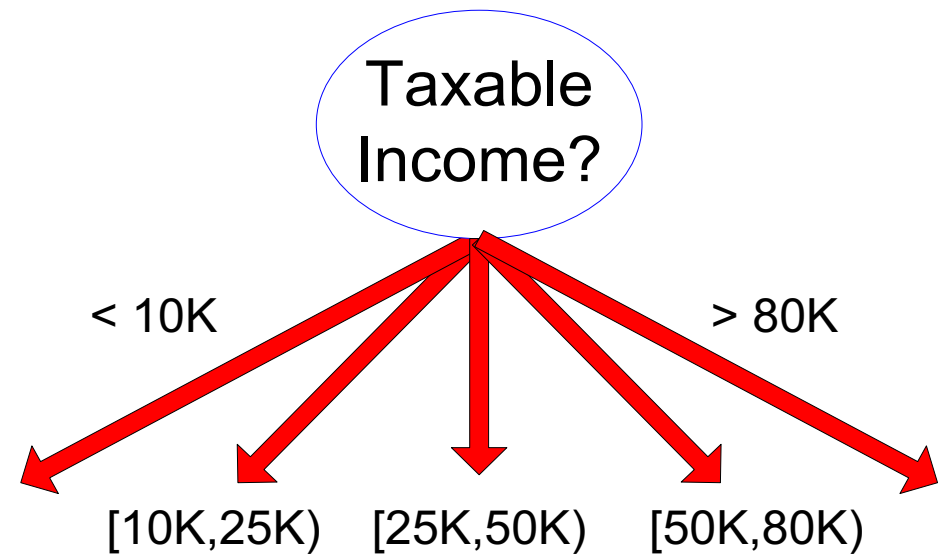 Taxable
Income?
< 10K
> 80K
[10K,25K)
[25K,50K)
[50K,80K)